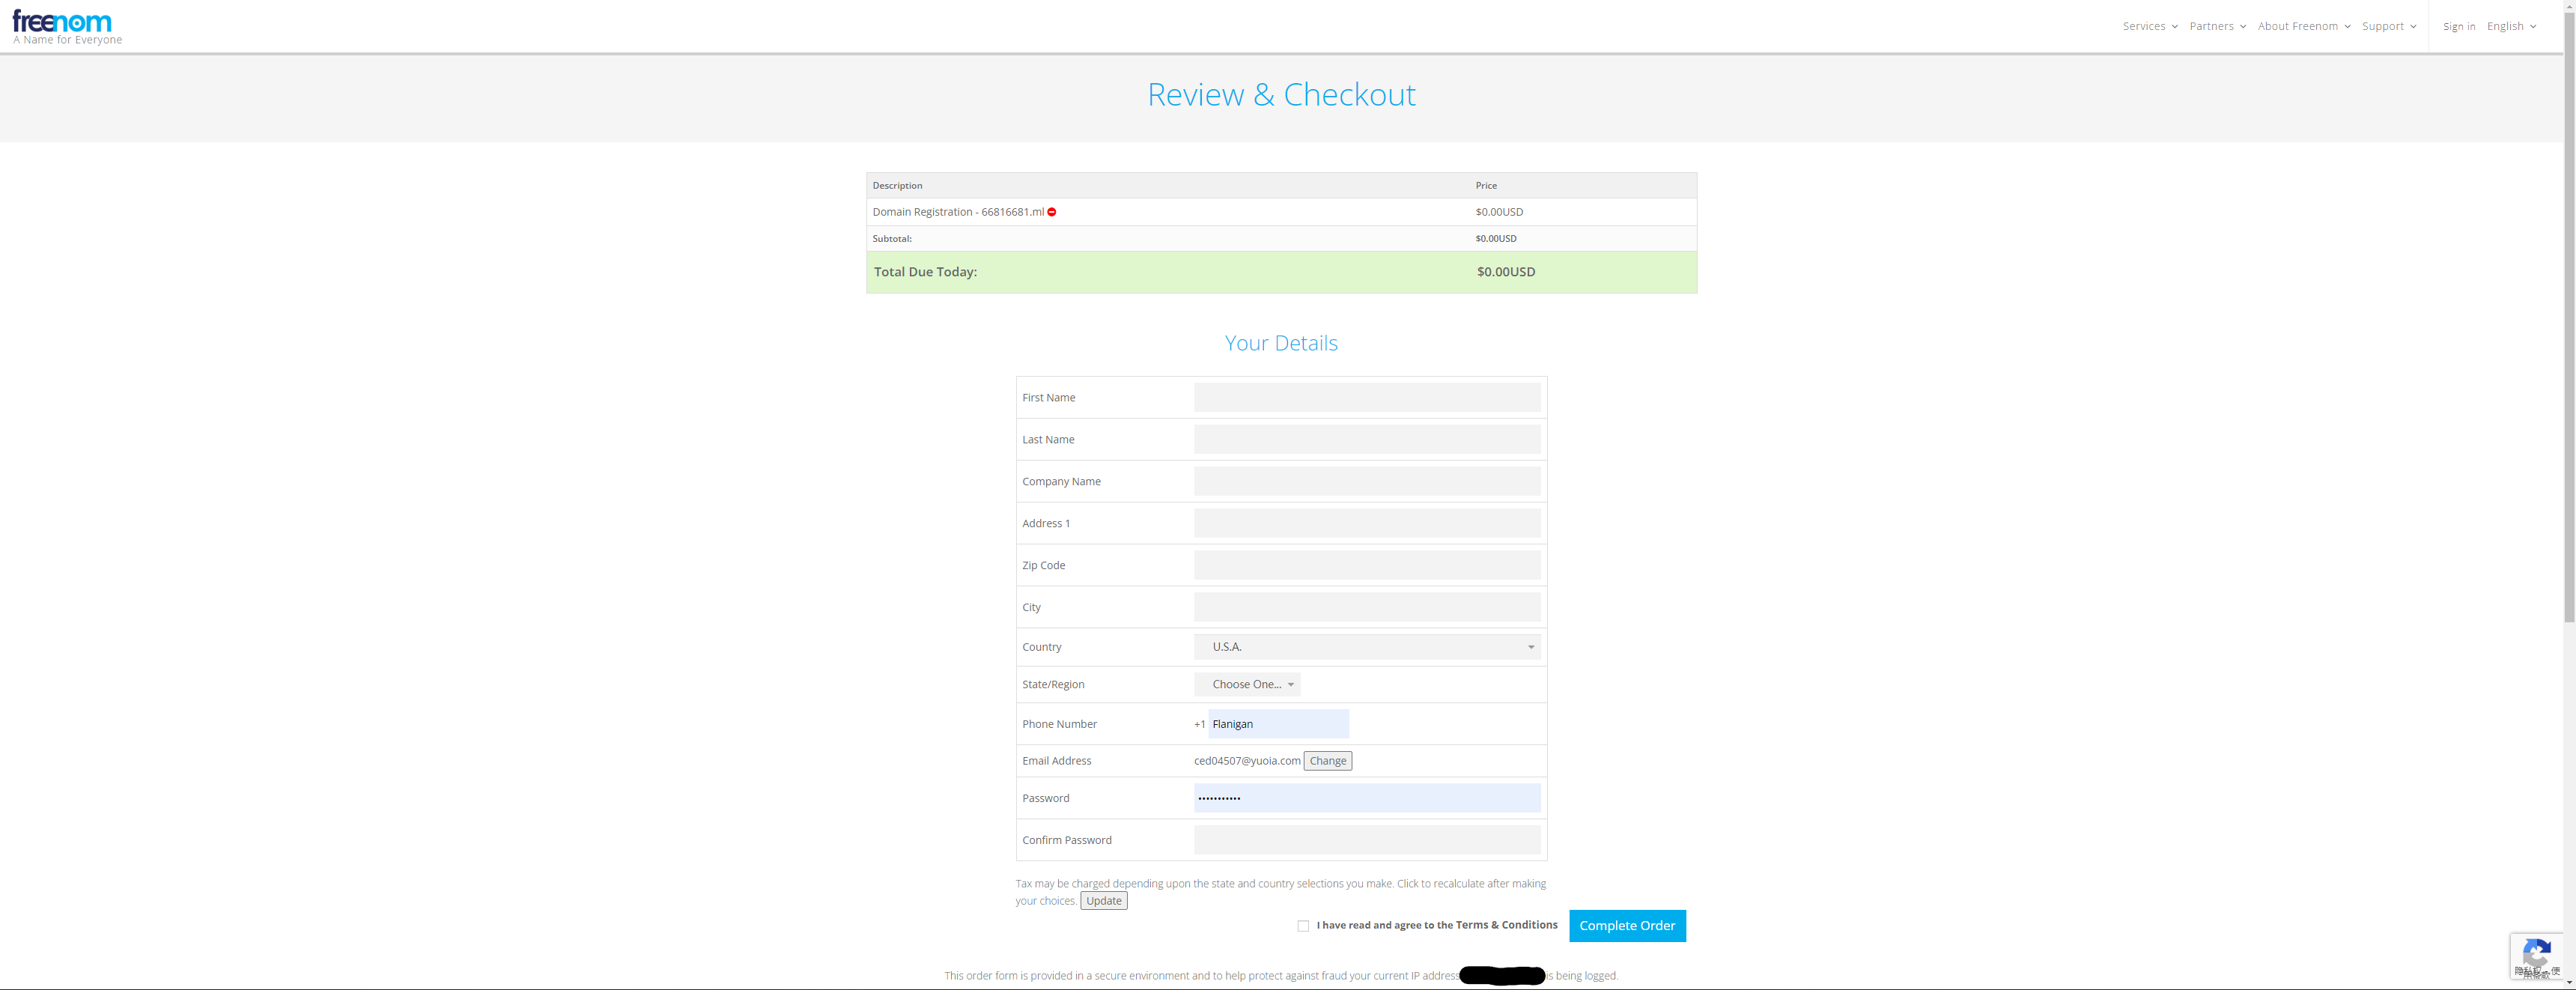 freenom
A Name for Everyone
Services Partners About Freenom Support Sign in English
Review & Checkout
Description Price
Domain Registration - 66816681.ml $0.00USD
Subtotal: $0.00USD
Total Due Today: $0.00USD
Your Details
First Name
Last Name
Company Name
Address 1
Zip Code
City
Country U.S.A.
State/Region Choose One...
Phone Number +1 Flanigan
Email Address ced04507@yuoia.com Change
Password •••••••••••
Confirm Password
Tax may be charged depending upon the state and country selections you make. Click to recalculate after making
your choices. Update
I have read and agree to the Terms & Conditions Complete Order
This order form is provided in a secure environment and to help protect against fraud your current IP address is being logged.